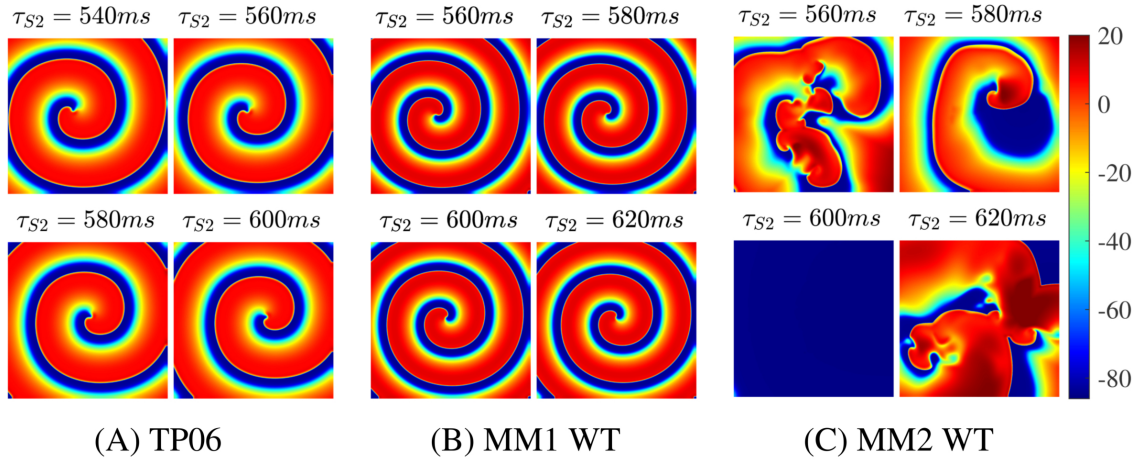 τS2 = 540ms τS2 = 560ms τS2 = 560ms τS2 = 580ms τS2 = 560ms τS2 = 580ms
20
0
-20
τS2 = 580ms τS2 = 600ms τS2 = 600ms τS2 = 620ms τS2 = 600ms τS2 = 620ms
-40
-60
-80
(A) TP06 (B) MM1 WT (C) MM2 WT